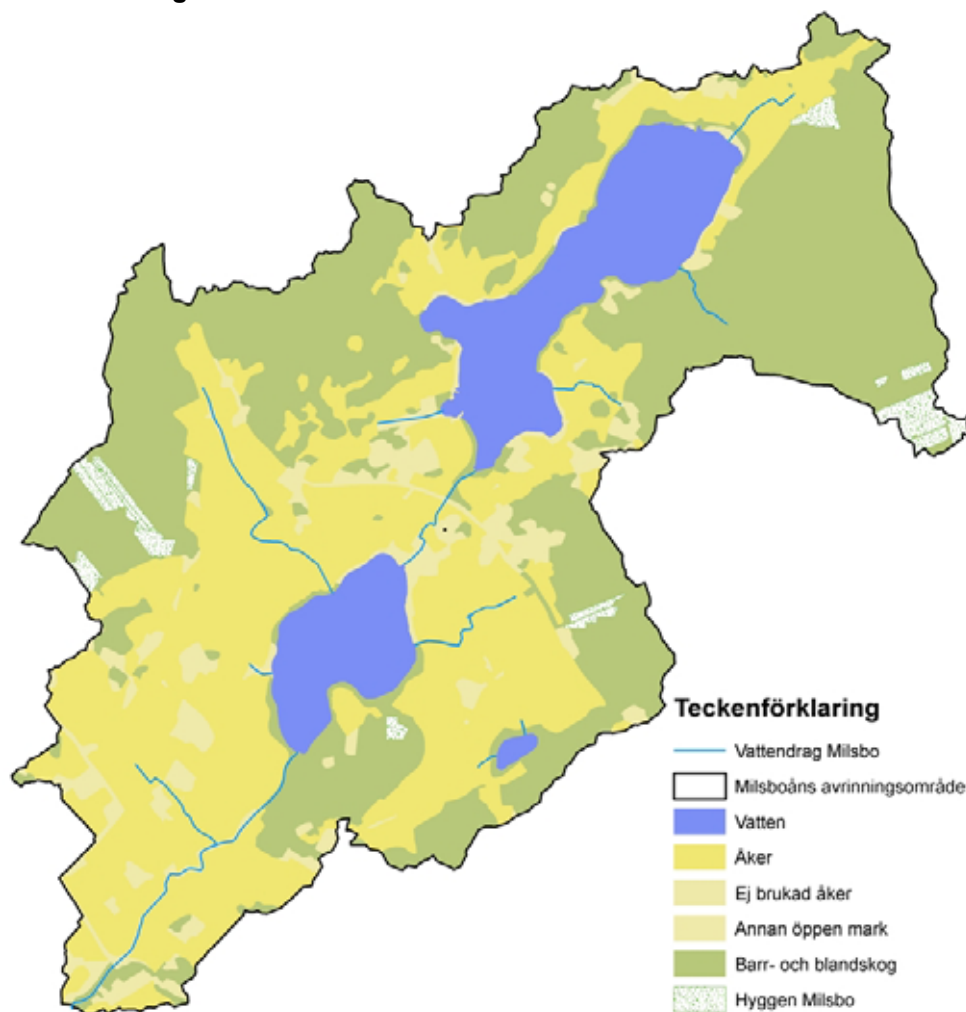 Teckenförklaring
Vattendrag Milsbo
Milsboåns avrinningsområde
Vatten
Åker
Ej brukad åker
Annan öppen mark
Barr- och blandskog
Hyggen Milsbo